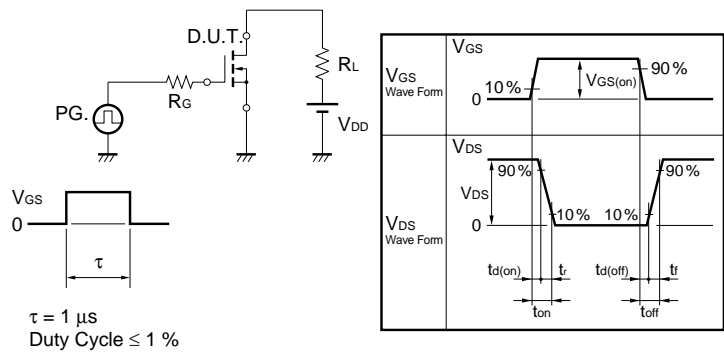 D.U.T.
RL
RG
PG.
VDD
VGS
0
τ
τ = 1 μs
Duty Cycle ≤ 1 %
VGS
Wave Form
VGS
10 %
VGS(on)
90 %
0
VDS
Wave Form
VDS
90 %
90 %
VDS
10 %
10 %
0
td(on)
tr
td(off)
tf
ton
toff